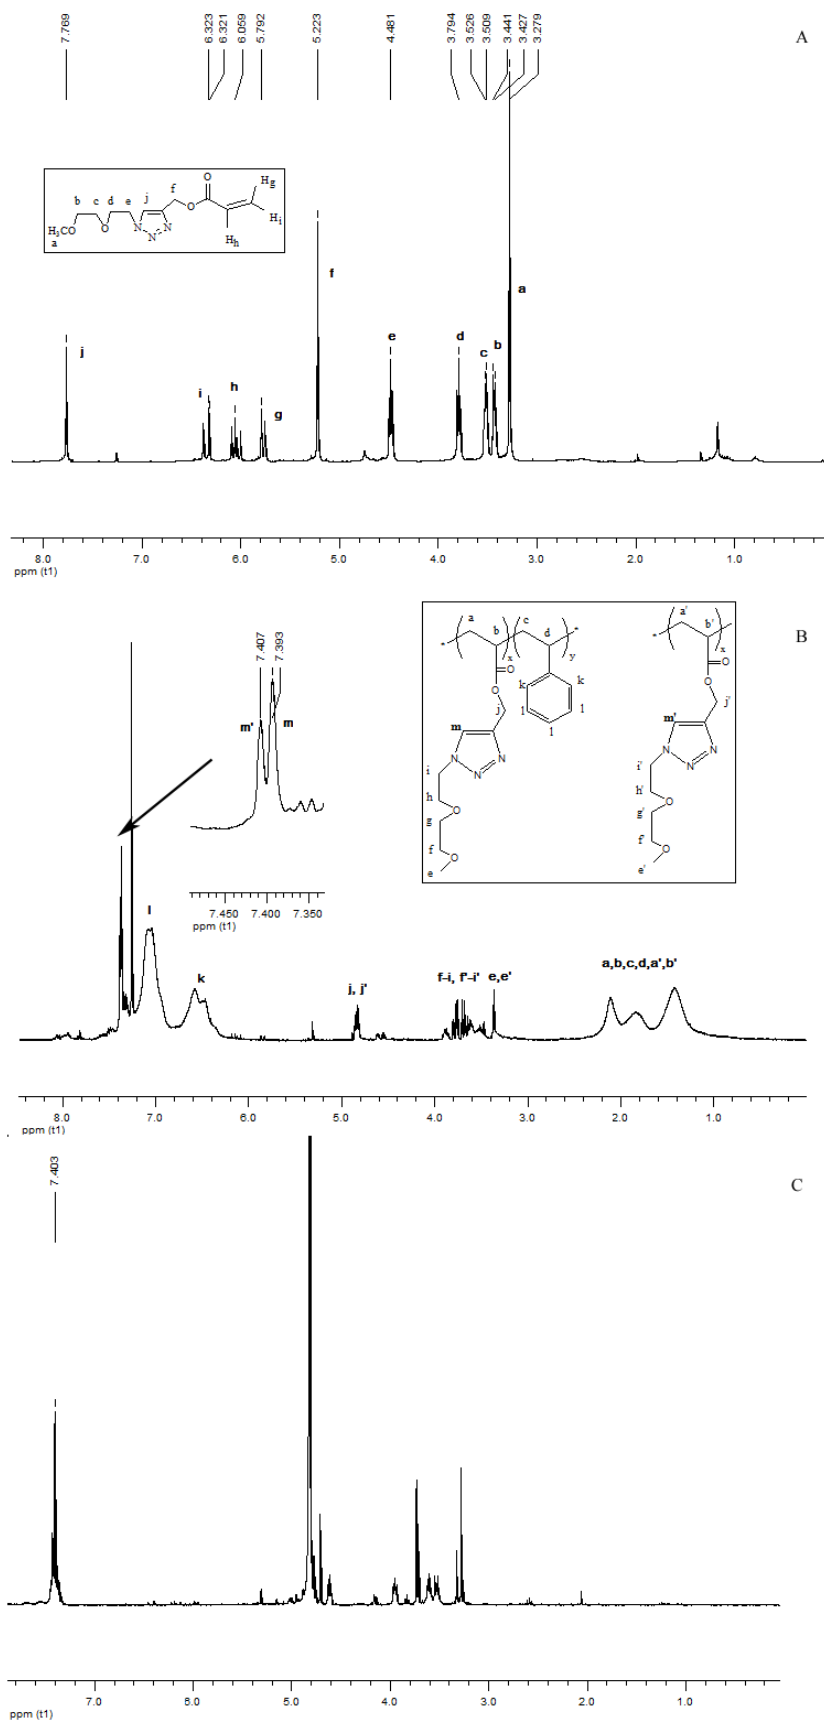 7.769 6.323 6.321 6.059 5.792 5.223 4.481 3.794 3.526 3.509 3.441 3.427 3.279
A
f O Hg
b c d e j
O Hi
H3CO O N N N
a Hh
f
a
j
e d
c b
i h
g
8.0 7.0 6.0 5.0 4.0 3.0 2.0 1.0
ppm (t1)
B
7.407 7.393
m' m
7.450 7.400 7.350
ppm (t1)
a b c d a' b'
* x y * * x
O k k O
O j l l O j'
m l m'
N N N N N N
i i'
h h'
O O
g g'
f f'
O O
e e'
l
k
j, j'
f-i, f'-i'
e,e'
a,b,c,d,a',b'
8.0 7.0 6.0 5.0 4.0 3.0 2.0 1.0
ppm (t1)
7.403
C
7.0 6.0 5.0 4.0 3.0 2.0 1.0
ppm (t1)